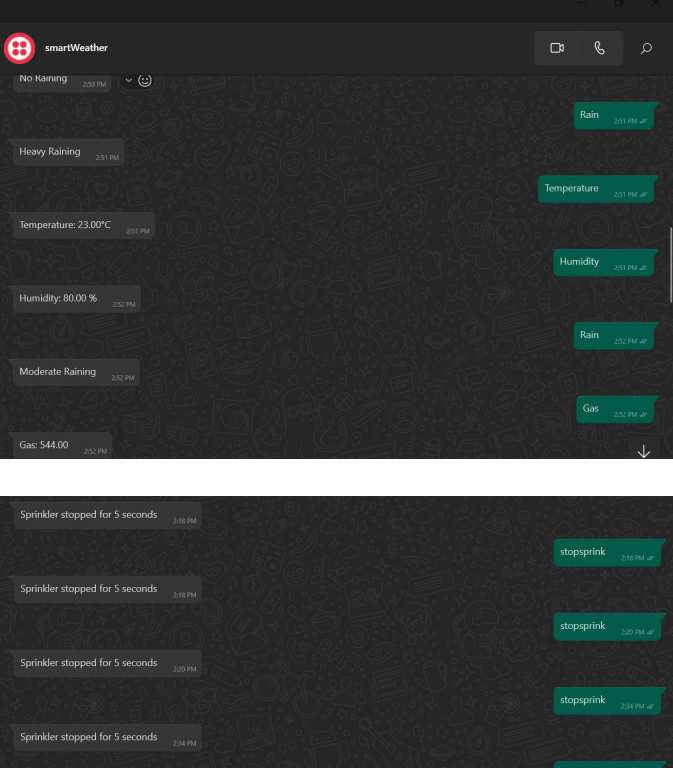 smartWeather
No Raining 2:50 PM
Rain 2:51 PM
Heavy Raining 2:51 PM
Temperature 2:51 PM
Temperature: 23.00°C 2:51 PM
Humidity 2:51 PM
Humidity: 80.00 % 2:52 PM
Rain 2:52 PM
Moderate Raining 2:52 PM
Gas 2:52 PM
Gas: 544.00 2:52 PM
Sprinkler stopped for 5 seconds 2:18 PM
stopsprink 2:18 PM
Sprinkler stopped for 5 seconds 2:18 PM
stopsprink 2:20 PM
Sprinkler stopped for 5 seconds 2:20 PM
stopsprink 2:34 PM
Sprinkler stopped for 5 seconds 2:34 PM